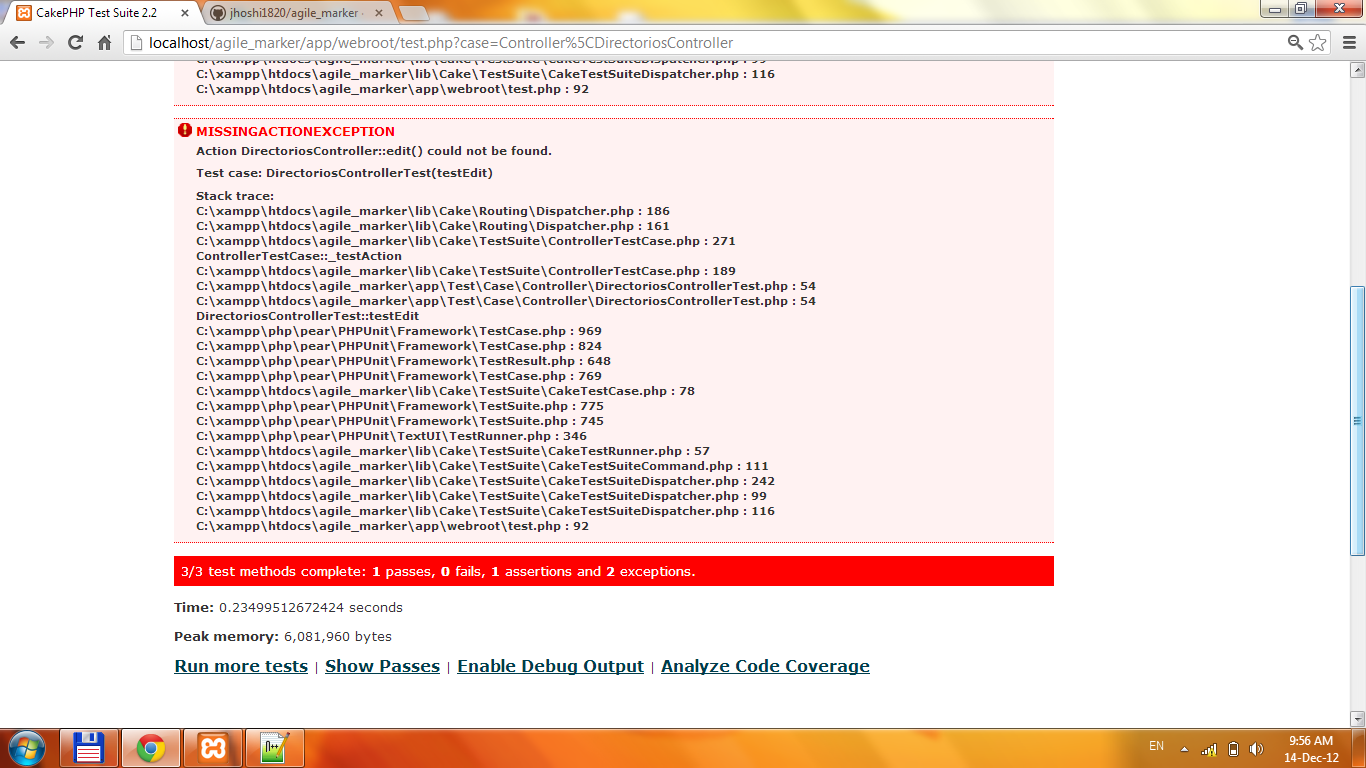 CakePHP Test Suite 2.2
jhoshi1820/agile_marker
localhost/agile_marker/app/webroot/test.php?case=Controller%5CDirectoriosController
C:\xampp\htdocs\agile_marker\lib\Cake\TestSuite\CakeTestSuiteDispatcher.php : 99
C:\xampp\htdocs\agile_marker\lib\Cake\TestSuite\CakeTestSuiteDispatcher.php : 116
C:\xampp\htdocs\agile_marker\app\webroot\test.php : 92
MISSINGACTIONEXCEPTION
Action DirectoriosController::edit() could not be found.
Test case: DirectoriosControllerTest(testEdit)
Stack trace:
C:\xampp\htdocs\agile_marker\lib\Cake\Routing\Dispatcher.php : 186
C:\xampp\htdocs\agile_marker\lib\Cake\Routing\Dispatcher.php : 161
C:\xampp\htdocs\agile_marker\lib\Cake\TestSuite\ControllerTestCase.php : 271
ControllerTestCase::_testAction
C:\xampp\htdocs\agile_marker\lib\Cake\TestSuite\ControllerTestCase.php : 189
C:\xampp\htdocs\agile_marker\app\Test\Case\Controller\DirectoriosControllerTest.php : 54
C:\xampp\htdocs\agile_marker\app\Test\Case\Controller\DirectoriosControllerTest.php : 54
DirectoriosControllerTest::testEdit
C:\xampp\php\pear\PHPUnit\Framework\TestCase.php : 969
C:\xampp\php\pear\PHPUnit\Framework\TestCase.php : 824
C:\xampp\php\pear\PHPUnit\Framework\TestResult.php : 648
C:\xampp\php\pear\PHPUnit\Framework\TestCase.php : 769
C:\xampp\htdocs\agile_marker\lib\Cake\TestSuite\CakeTestCase.php : 78
C:\xampp\php\pear\PHPUnit\Framework\TestSuite.php : 775
C:\xampp\php\pear\PHPUnit\Framework\TestSuite.php : 745
C:\xampp\php\pear\PHPUnit\TextUI\TestRunner.php : 346
C:\xampp\htdocs\agile_marker\lib\Cake\TestSuite\CakeTestRunner.php : 57
C:\xampp\htdocs\agile_marker\lib\Cake\TestSuite\CakeTestSuiteCommand.php : 111
C:\xampp\htdocs\agile_marker\lib\Cake\TestSuite\CakeTestSuiteDispatcher.php : 242
C:\xampp\htdocs\agile_marker\lib\Cake\TestSuite\CakeTestSuiteDispatcher.php : 99
C:\xampp\htdocs\agile_marker\lib\Cake\TestSuite\CakeTestSuiteDispatcher.php : 116
C:\xampp\htdocs\agile_marker\app\webroot\test.php : 92
3/3 test methods complete: 1 passes, 0 fails, 1 assertions and 2 exceptions.
Time: 0.23499512672424 seconds
Peak memory: 6,081,960 bytes
Run more tests | Show Passes | Enable Debug Output | Analyze Code Coverage
EN
9:56 AM
14-Dec-12